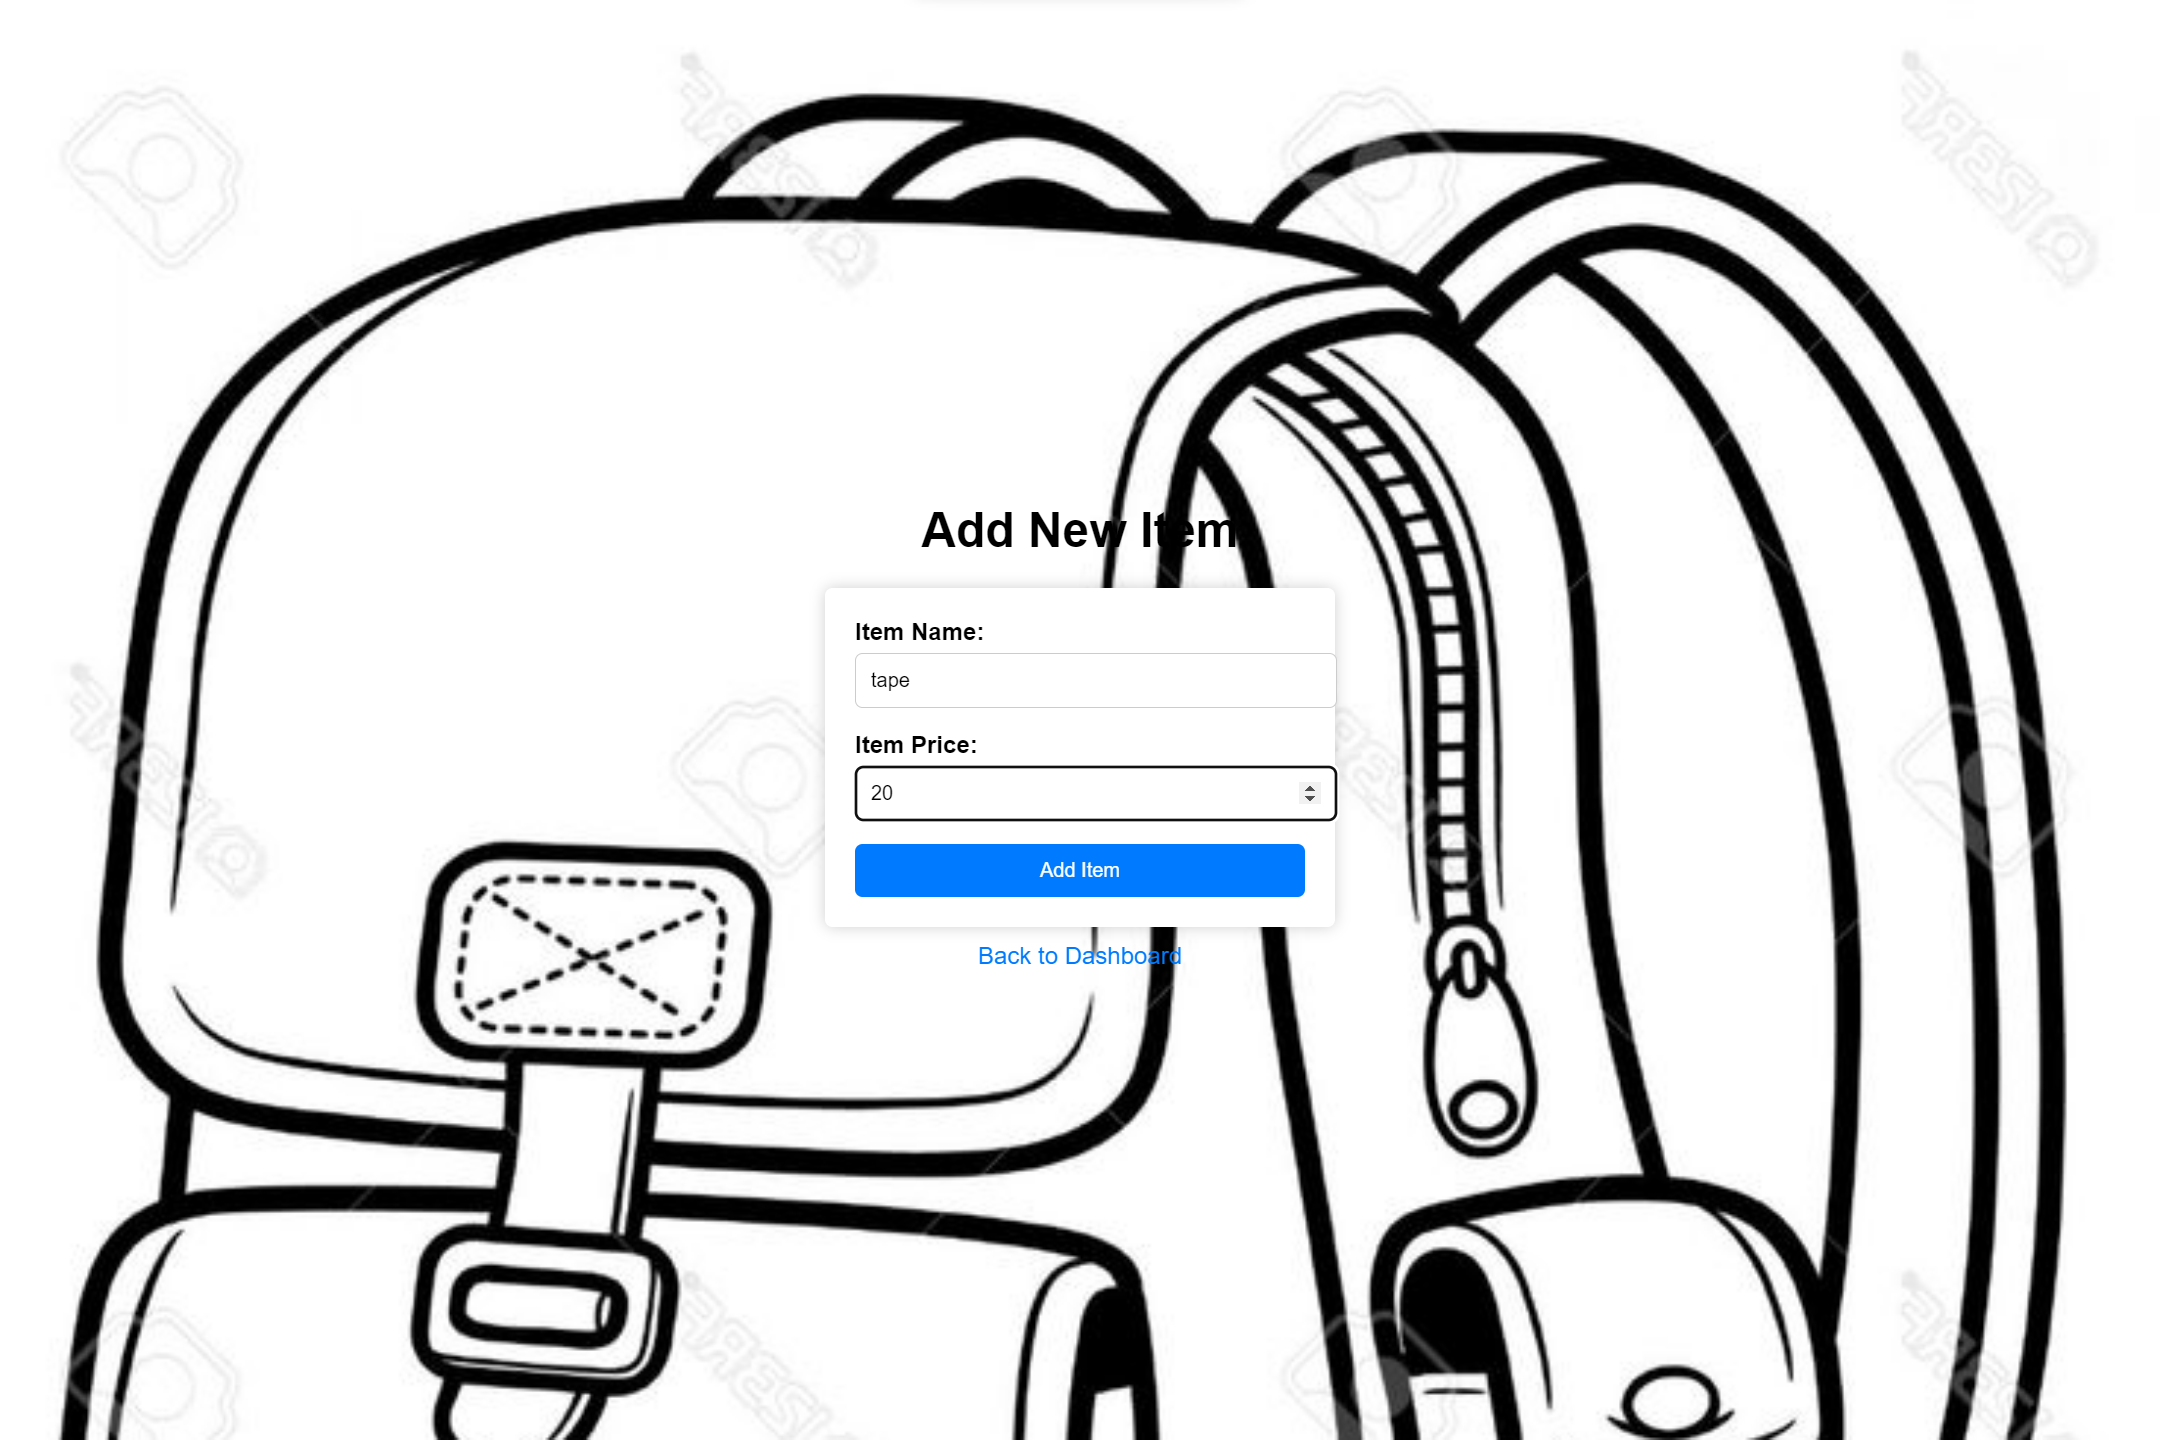 Add New Item
Item Name:
tape
Item Price:
20
Add Item
Back to Dashboard